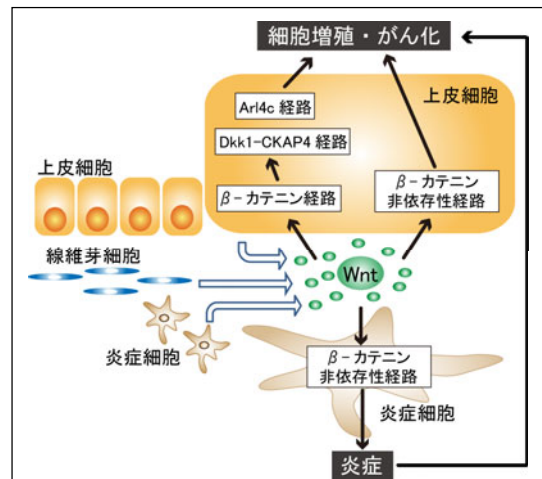 細胞増殖・がん化
上皮細胞
Arl4c 経路
Dkk1-CKAP4 経路
β-カテニン経路
β-カテニン
非依存性経路
上皮細胞
線維芽細胞
炎症細胞
Wnt
β-カテニン
非依存性経路
炎症細胞
炎症